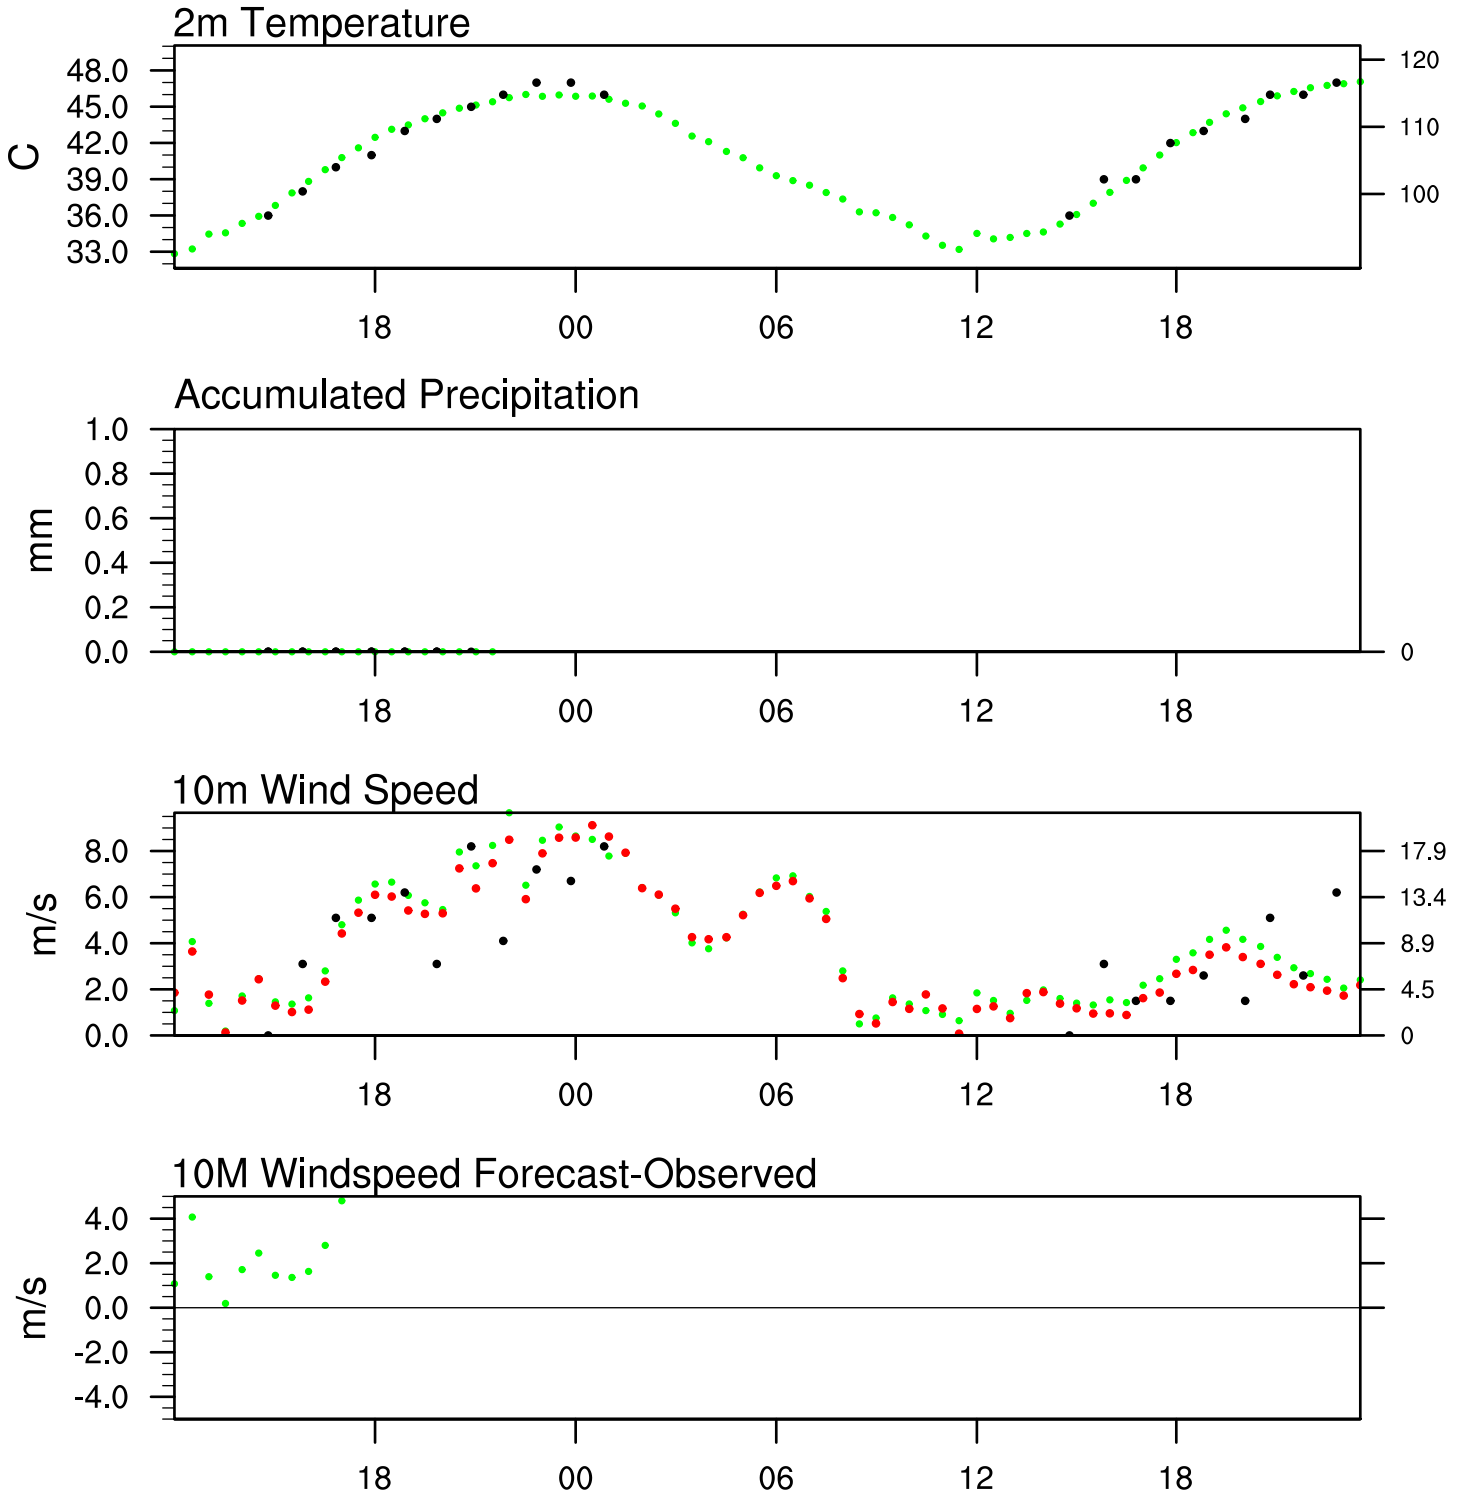 2m Temperature
48.0
45.0
42.0
39.0
36.0
33.0
C
120
110
100
18 00 06 12 18
Accumulated Precipitation
1.0
0.8
0.6
0.4
0.2
0.0
mm
0
18 00 06 12 18
10m Wind Speed
8.0
6.0
4.0
2.0
0.0
m/s
17.9
13.4
8.9
4.5
0
18 00 06 12 18
10M Windspeed Forecast-Observed
4.0
2.0
0.0
-2.0
-4.0
m/s
18 00 06 12 18